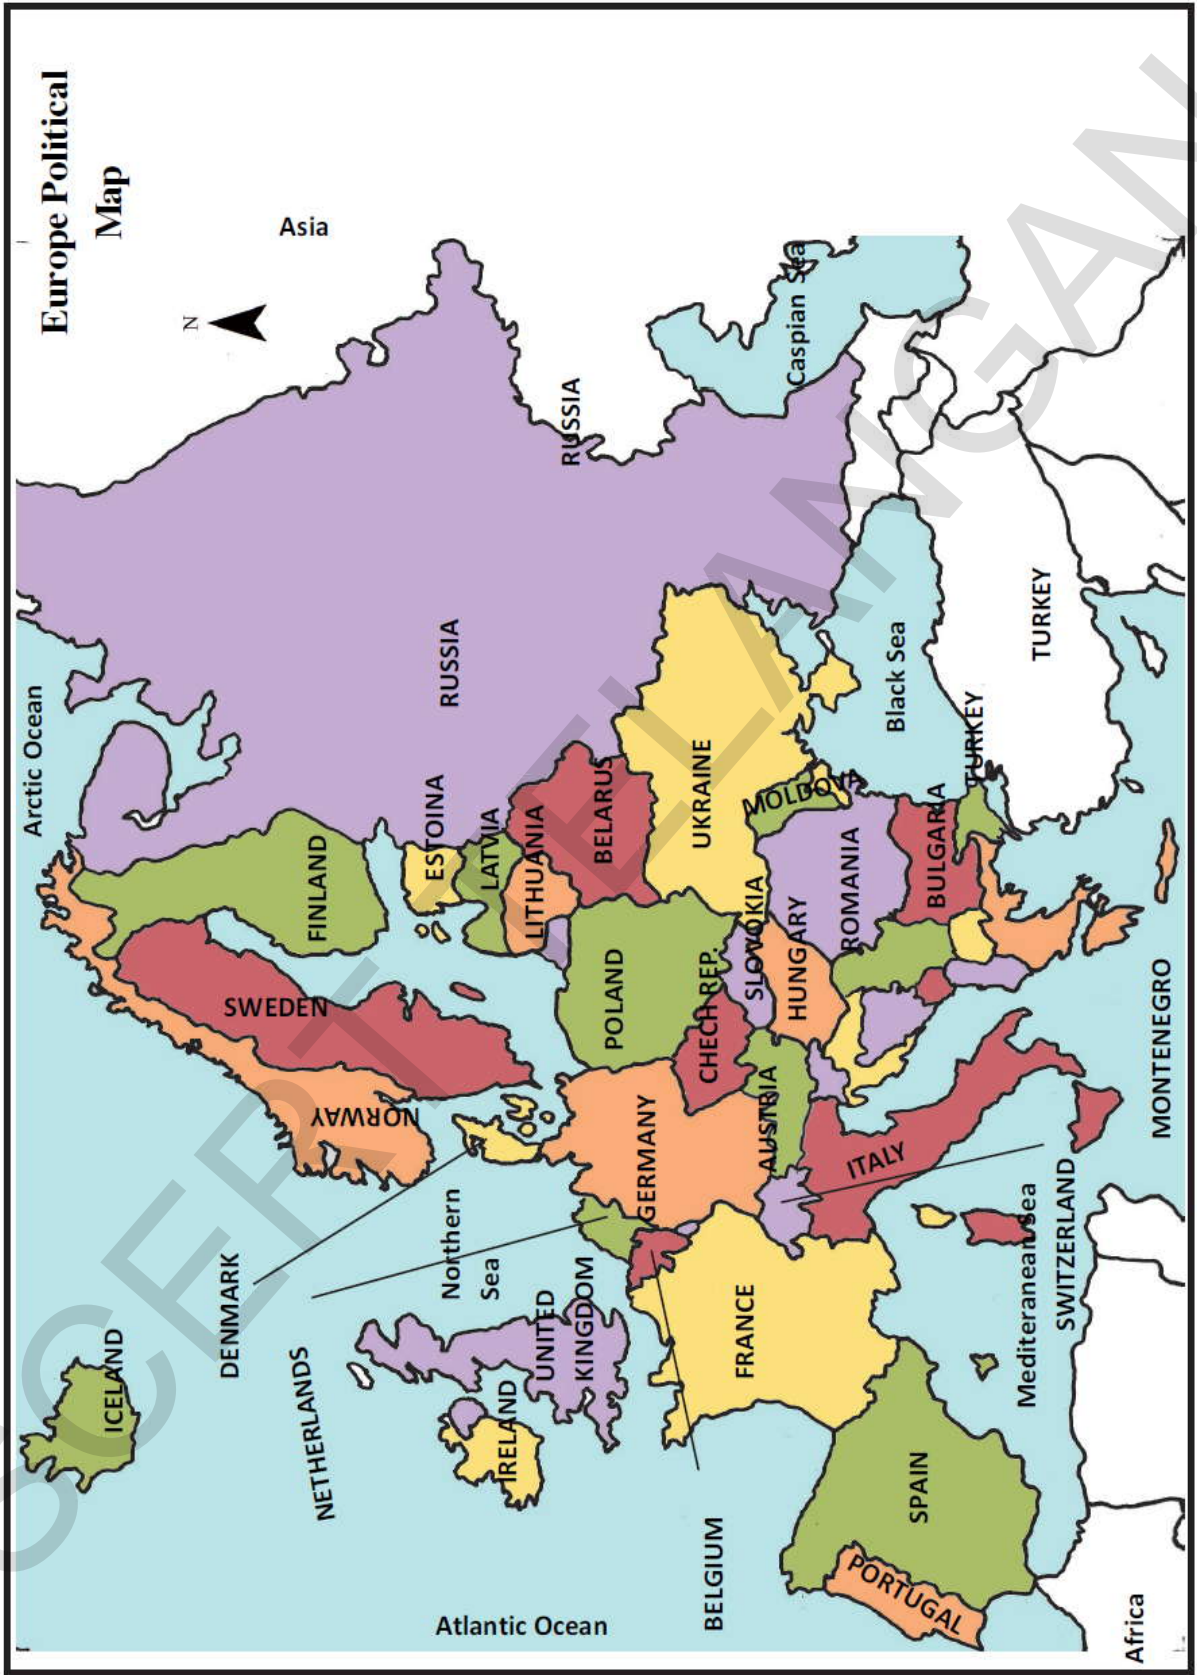 Europe Political
Map
N
Asia
Arctic Ocean
ICELAND
NORWAY
SWEDEN
FINLAND
RUSSIA
RUSSIA
ESTOINA
LATVIA
LITHUANIA
BELARUS
DENMARK
NETHERLANDS
Northern
Sea
UNITED
KINGDOM
IRELAND
Atlantic Ocean
BELGIUM
GERMANY
POLAND
CHECH REP.
SLOVOKIA
UKRAINE
MOLDOVA
AUSTRIA
HUNGARY
ROMANIA
BULGARIA
FRANCE
ITALY
SPAIN
PORTUGAL
Black Sea
Caspian Sea
TURKEY
TURKEY
Mediteranean Sea
SWITZERLAND
MONTENEGRO
Africa
SCERT TELANGANA